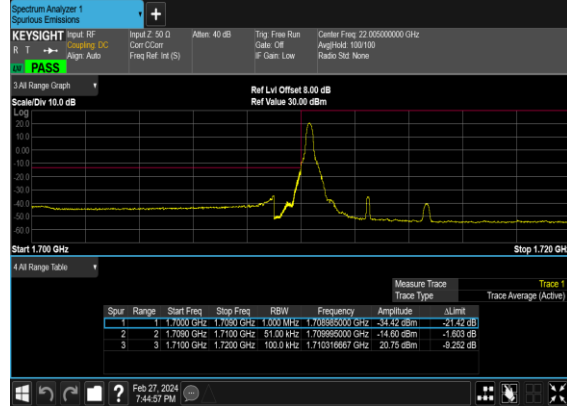 Spectrum Analyzer 1
Spurious Emissions
KEYSIGHT
R T
Input: RF
Coupling: DC
Align: Auto
Input Z: 50 Ω
Corr CCorr
Freq Ref: Int (S)
Atten: 40 dB
Trig: Free Run
Gate: Off
IF Gain: Low
Center Freq: 22.005000000 GHz
Avg|Hold: 100/100
Radio Std: None
LW PASS
3 All Range Graph
Scale/Div 10.0 dB
Ref Lvl Offset 8.00 dB
Ref Value 30.00 dBm
Log
20.0
10.0
0.00
-10.0
-20.0
-30.0
-40.0
-50.0
-60.0
Start 1.700 GHz
Stop 1.720 GH
4 All Range Table
Measure Trace Trace 1
Trace Type Trace Average (Active)
Spur Range Start Freq Stop Freq RBW Frequency Amplitude ΔLimit
1 1 1.7000 GHz 1.7090 GHz 1.000 MHz 1.708985000 GHz -34.42 dBm -21.42 dB
2 2 1.7090 GHz 1.7100 GHz 51.00 kHz 1.709995000 GHz -14.60 dBm -1.603 dB
3 3 1.7100 GHz 1.7200 GHz 100.0 kHz 1.710316667 GHz 20.75 dBm -9.252 dB
Feb 27, 2024
7:44:57 PM